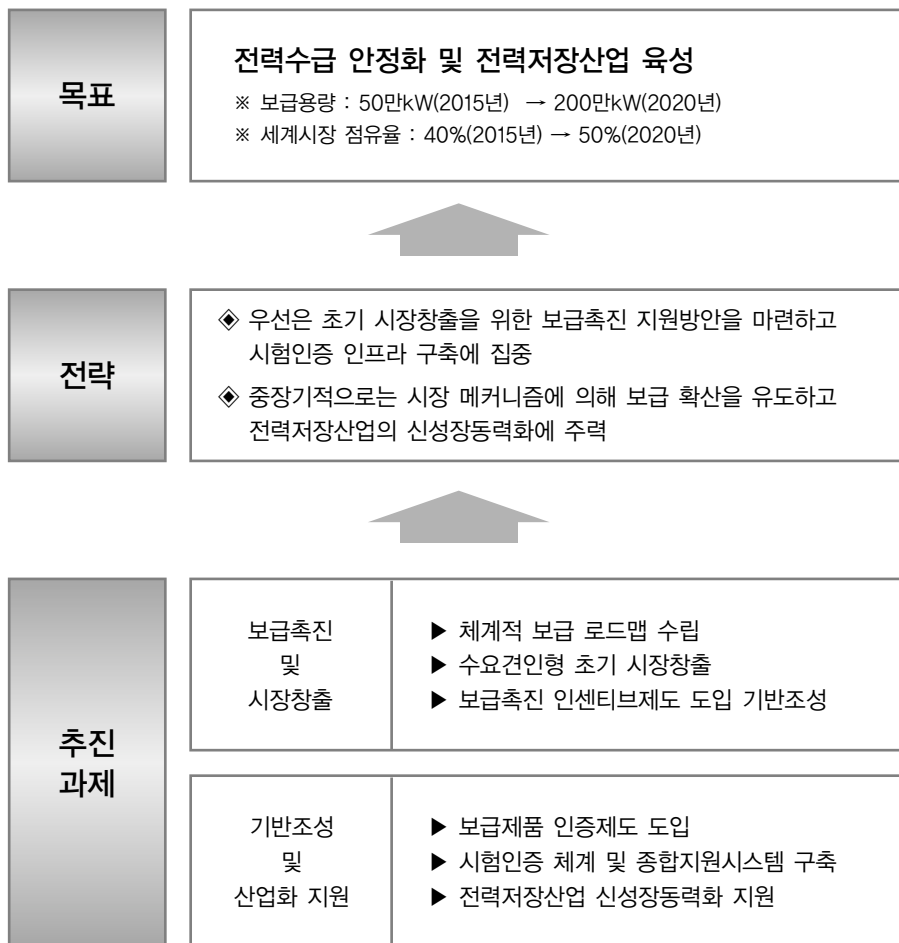 목표
전력수급 안정화 및 전력저장산업 육성
※ 보급용량 : 50만kW(2015년) → 200만kW(2020년)
※ 세계시장 점유율 : 40%(2015년) → 50%(2020년)
전략
◈ 우선은 초기 시장창출을 위한 보급촉진 지원방안을 마련하고
시험인증 인프라 구축에 집중
◈ 중장기적으로는 시장 메커니즘에 의해 보급 확산을 유도하고
전력저장산업의 신성장동력화에 주력
추진
과제
보급촉진
및
시장창출
▶ 체계적 보급 로드맵 수립
▶ 수요견인형 초기 시장창출
▶ 보급촉진 인센티브제도 도입 기반조성
기반조성
및
산업화 지원
▶ 보급제품 인증제도 도입
▶ 시험인증 체계 및 종합지원시스템 구축
▶ 전력저장산업 신성장동력화 지원